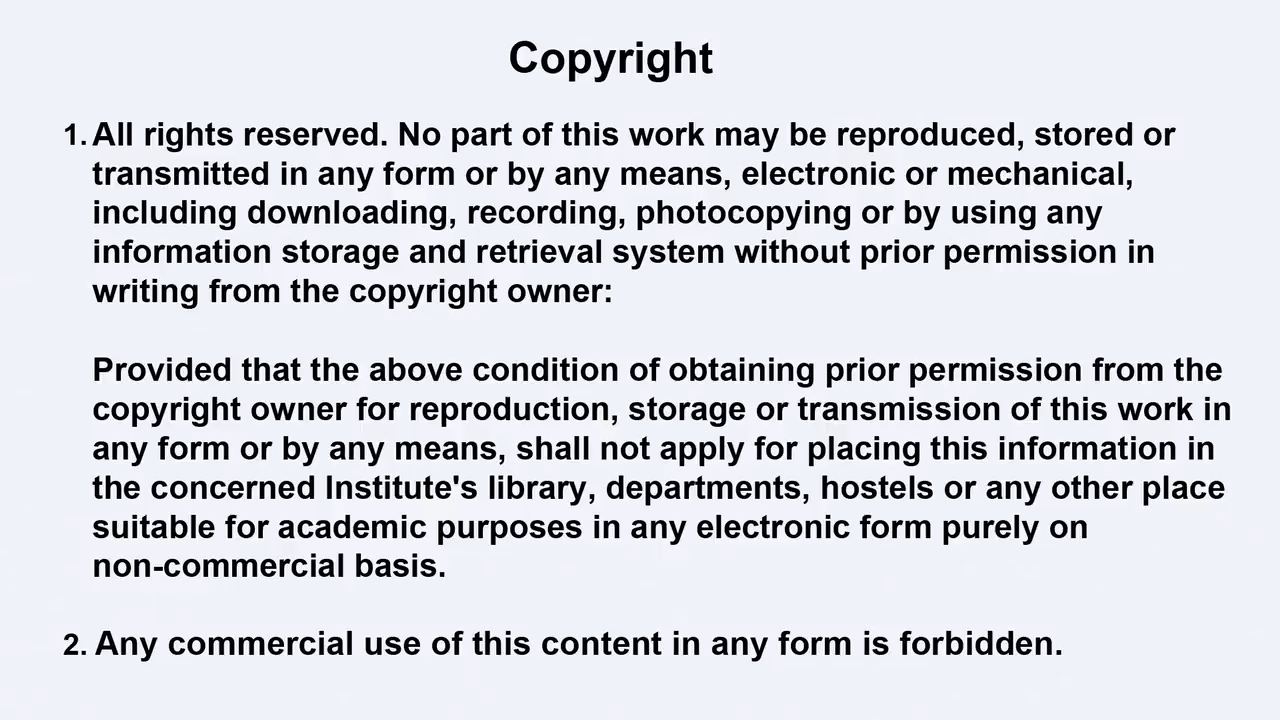 Copyright
1. All rights reserved. No part of this work may be reproduced, stored or
transmitted in any form or by any means, electronic or mechanical,
including downloading, recording, photocopying or by using any
information storage and retrieval system without prior permission in
writing from the copyright owner:
Provided that the above condition of obtaining prior permission from the
copyright owner for reproduction, storage or transmission of this work in
any form or by any means, shall not apply for placing this information in
the concerned Institute's library, departments, hostels or any other place
suitable for academic purposes in any electronic form purely on
non-commercial basis.
2. Any commercial use of this content in any form is forbidden.